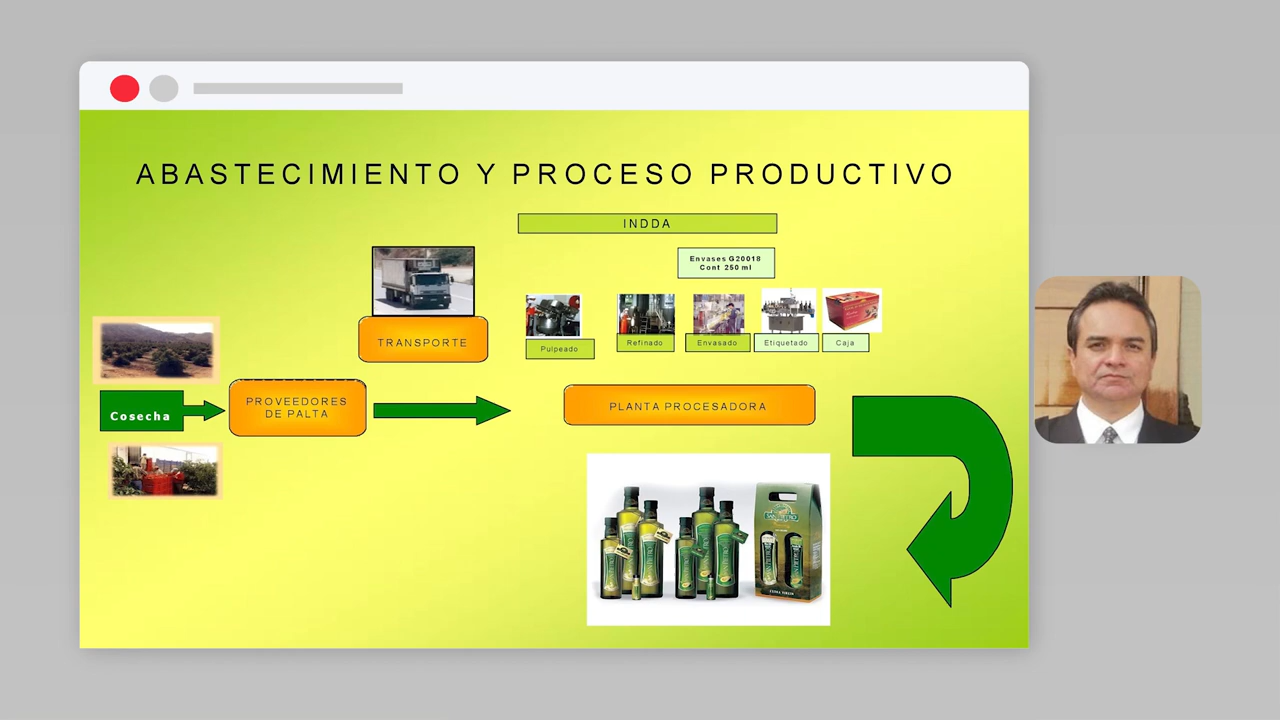 ABASTECIMIENTO Y PROCESO PRODUCTIVO
INDDA
Envases G20018
Cont 250 ml
TRANSPORTE
Pulpeado
Refinado
Envasado
Etiquetado
Caja
Cosecha
PROVEEDORES
DE PALTA
PLANTA PROCESADORA